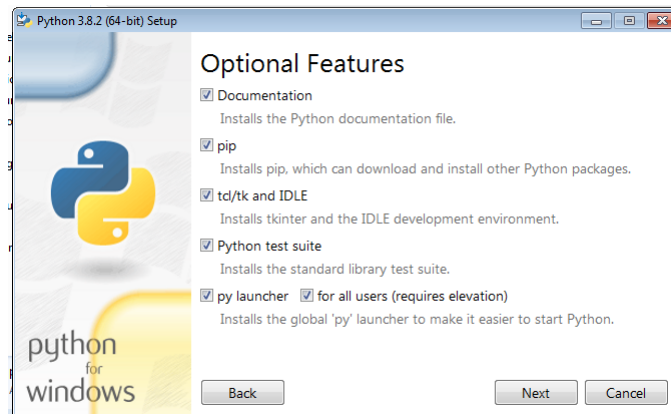 Python 3.8.2 (64-bit) Setup
Optional Features
Documentation
Installs the Python documentation file.
pip
Installs pip, which can download and install other Python packages.
tcl/tk and IDLE
Installs tkinter and the IDLE development environment.
Python test suite
Installs the standard library test suite.
py launcher for all users (requires elevation)
Installs the global 'py' launcher to make it easier to start Python.
python
for
windows
Back Next Cancel